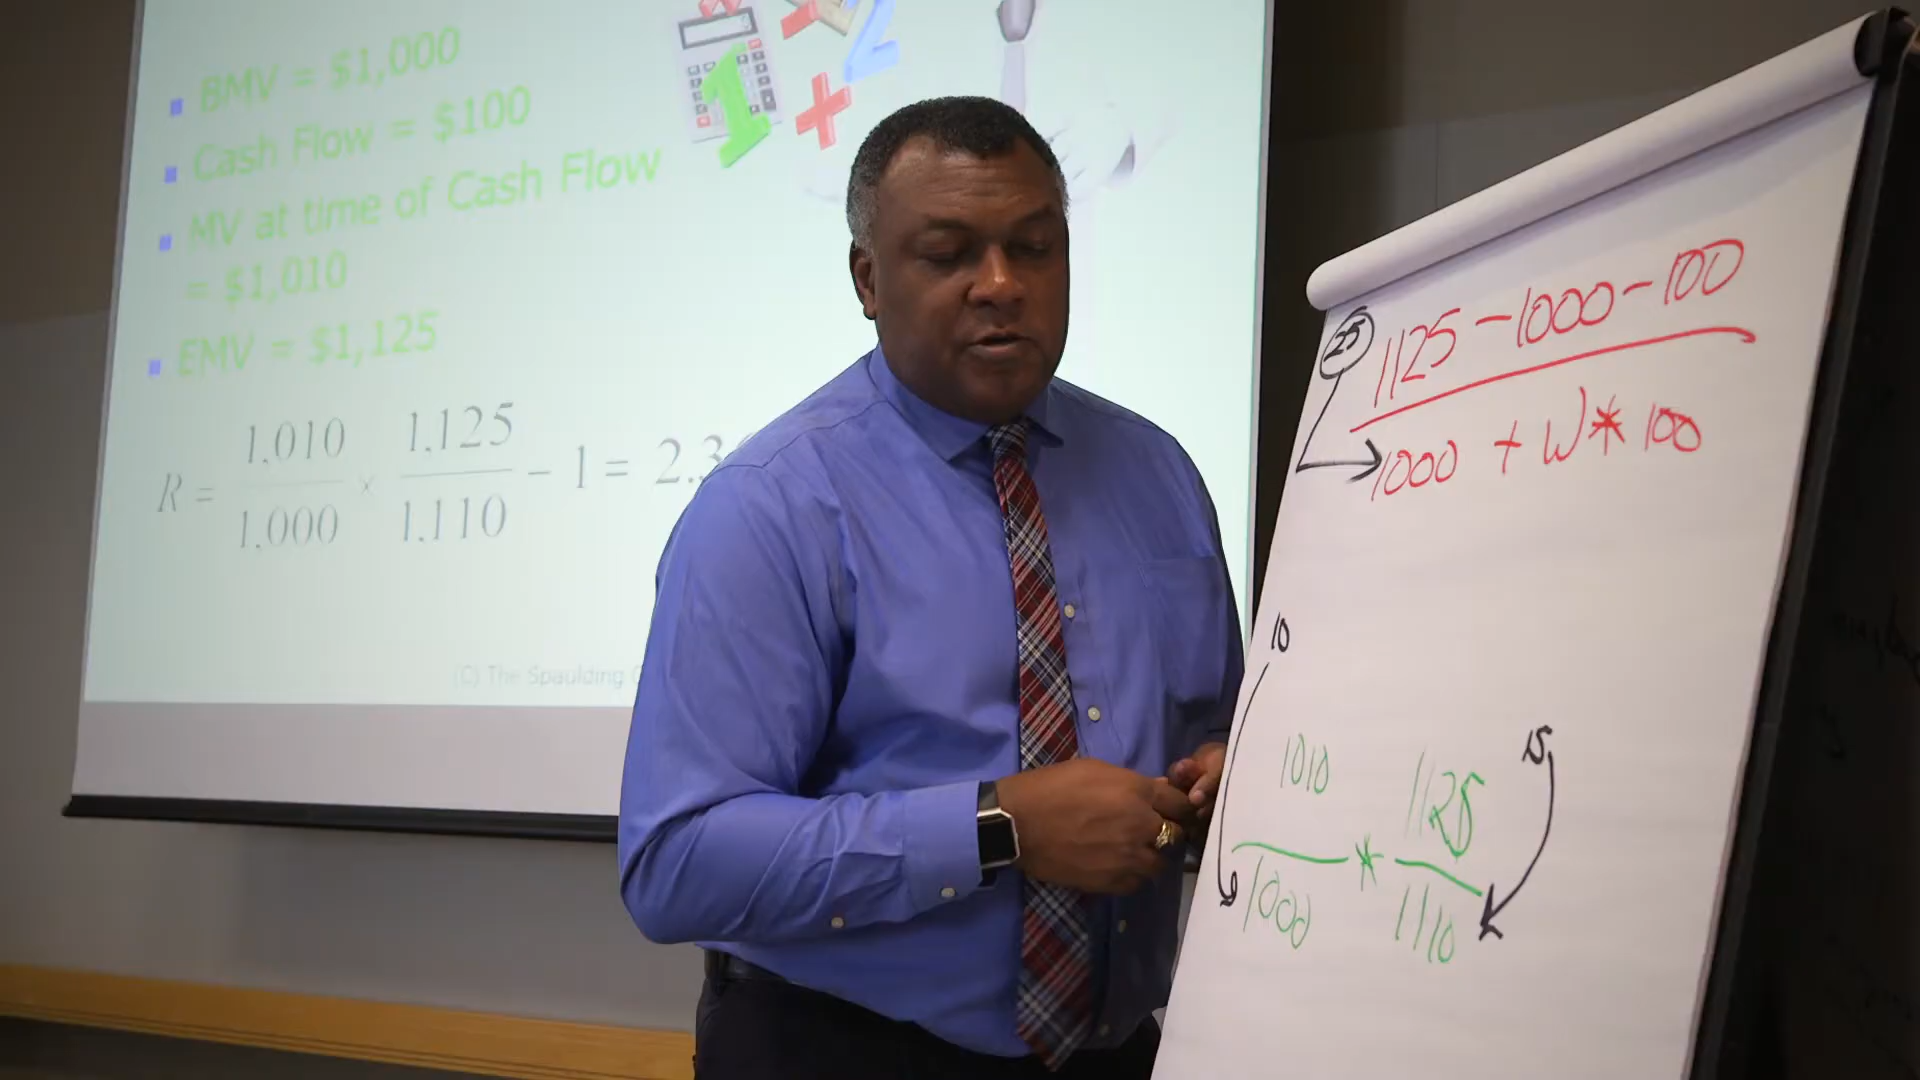 BMV = $1,000
Cash Flow = $100
MV at time of Cash Flow
= $1,010
EMV = $1,125
R = 1,010 / 1,000 × 1,125 / 1,110 - 1 = 2.3
(C) The Spaulding
25
1125 - 1000 - 100
1000 + W * 100
10
15
1010 * 1125
1000 1110